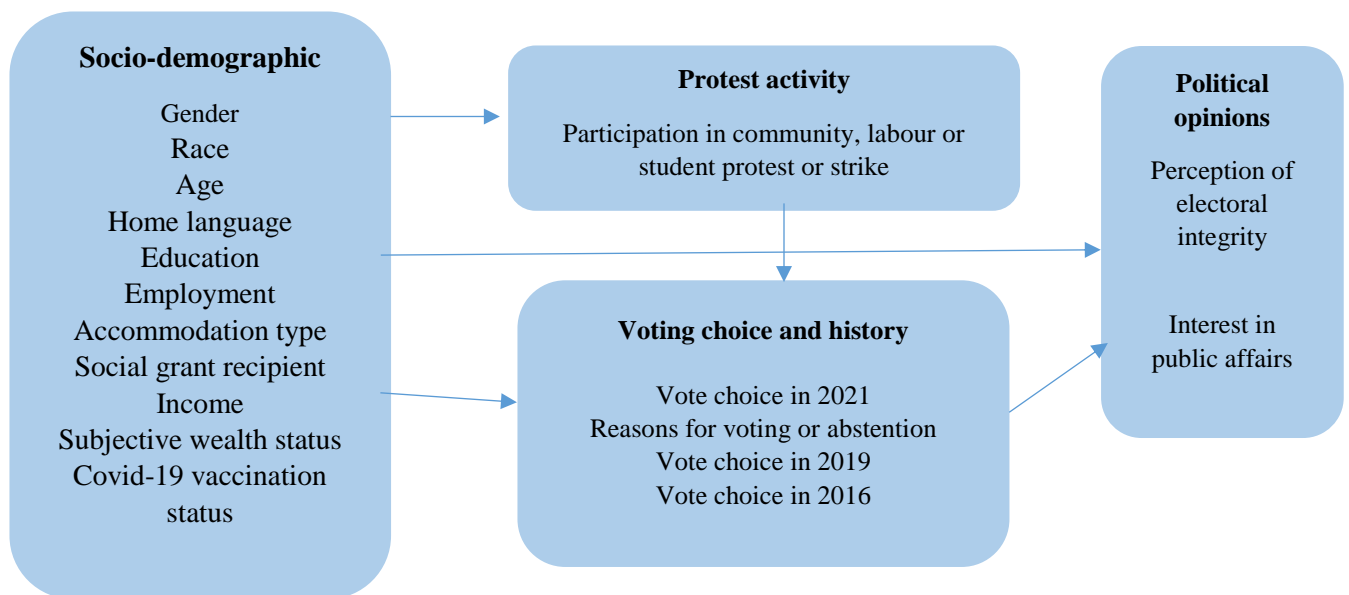 Socio-demographic
Gender
Race
Age
Home language
Education
Employment
Accommodation type
Social grant recipient
Income
Subjective wealth status
Covid-19 vaccination
status
Protest activity
Participation in community, labour or
student protest or strike
Voting choice and history
Vote choice in 2021
Reasons for voting or abstention
Vote choice in 2019
Vote choice in 2016
Political
opinions
Perception of
electoral
integrity
Interest in
public affairs